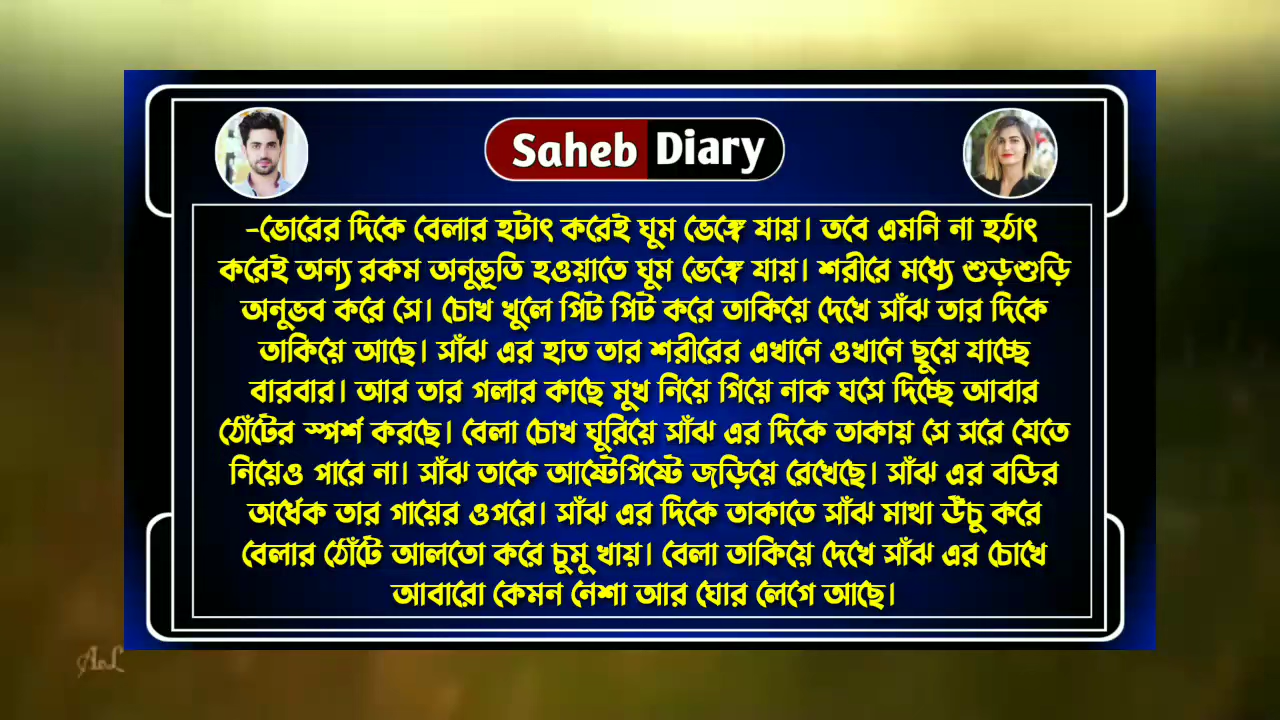 Saheb Diary
-ভোরের দিকে বেলার হটাৎ করেই ঘুম ভেঙ্গে যায়। তবে এমনি না হঠাৎ
করেই অন্য রকম অনুভূতি হওয়াতে ঘুম ভেঙ্গে যায়। শরীরে মধ্যে শুড়শুড়ি
অনুভব করে সে। চোখ খুলে পিট পিট করে তাকিয়ে দেখে সাঁঝ তার দিকে
তাকিয়ে আছে। সাঁঝ এর হাত তার শরীরের এখানে ওখানে ছুয়ে যাচ্ছে
বারবার। আর তার গলার কাছে মুখ নিয়ে গিয়ে নাক ঘসে দিচ্ছে আবার
ঠোঁটের স্পর্শ করছে। বেলা চোখ ঘুরিয়ে সাঁঝ এর দিকে তাকায় সে সরে যেতে
নিয়েও পারে না। সাঁঝ তাকে আষ্টেপিষ্টে জড়িয়ে রেখেছে। সাঁঝ এর বডির
অর্ধেক তার গায়ের ওপরে। সাঁঝ এর দিকে তাকাতে সাঁঝ মাথা উঁচু করে
বেলার ঠোঁটে আলতো করে চুমু খায়। বেলা তাকিয়ে দেখে সাঁঝ এর চোখে
আবারো কেমন নেশা আর ঘোর লেগে আছে।
AoL